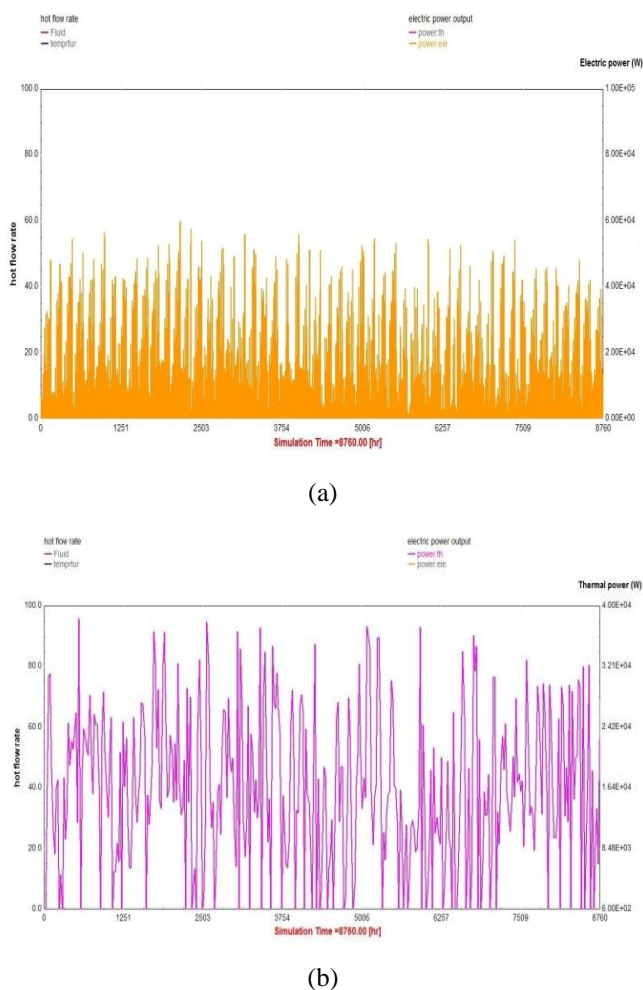 hot flow rate
Fluid
temprtur
electric power output
power.th
power.ele
Electric power (W)
100.0
80.0
60.0
40.0
20.0
0.0
hot flow rate
1.00E+05
8.00E+04
6.00E+04
4.00E+04
2.00E+04
0.00E+00
0 1251 2503 3754 5006 6257 7509 8760
Simulation Time =8760.00 [hr]
(a)
hot flow rate
Fluid
temprtur
electric power output
power.th
power.ele
Thermal power (W)
100.0
80.0
60.0
40.0
20.0
0.0
hot flow rate
4.00E+04
3.21E+04
2.42E+04
1.64E+04
8.48E+03
6.00E+02
0 1251 2503 3754 5006 6257 7509 8760
Simulation Time =8760.00 [hr]
(b)